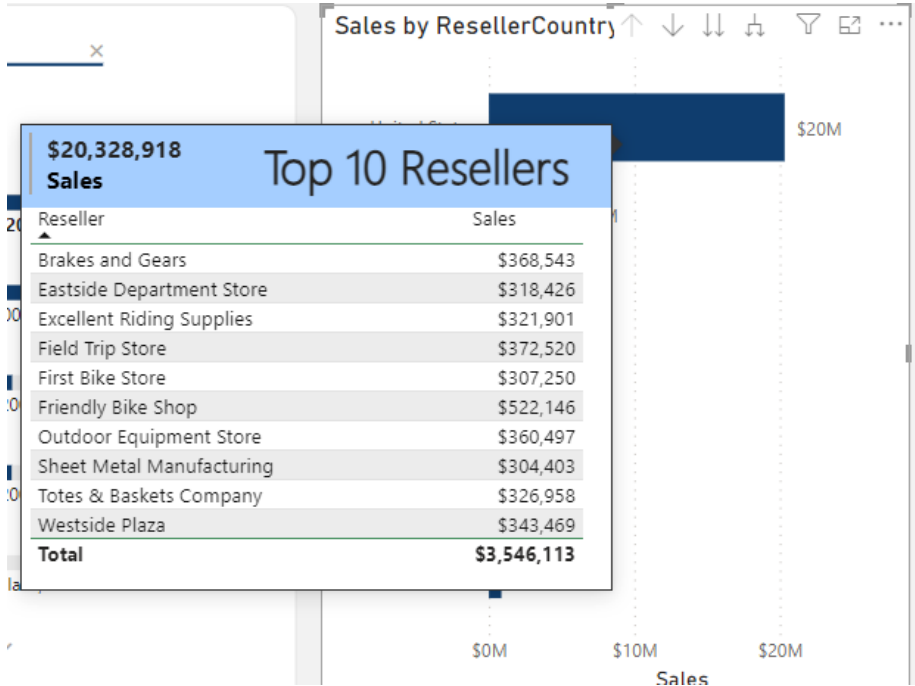 Sales by ResellerCountry
$20M
$20,328,918
Sales
Top 10 Resellers
Reseller Sales
Brakes and Gears $368,543
Eastside Department Store $318,426
Excellent Riding Supplies $321,901
Field Trip Store $372,520
First Bike Store $307,250
Friendly Bike Shop $522,146
Outdoor Equipment Store $360,497
Sheet Metal Manufacturing $304,403
Totes & Baskets Company $326,958
Westside Plaza $343,469
Total $3,546,113
$0M $10M $20M
Sales